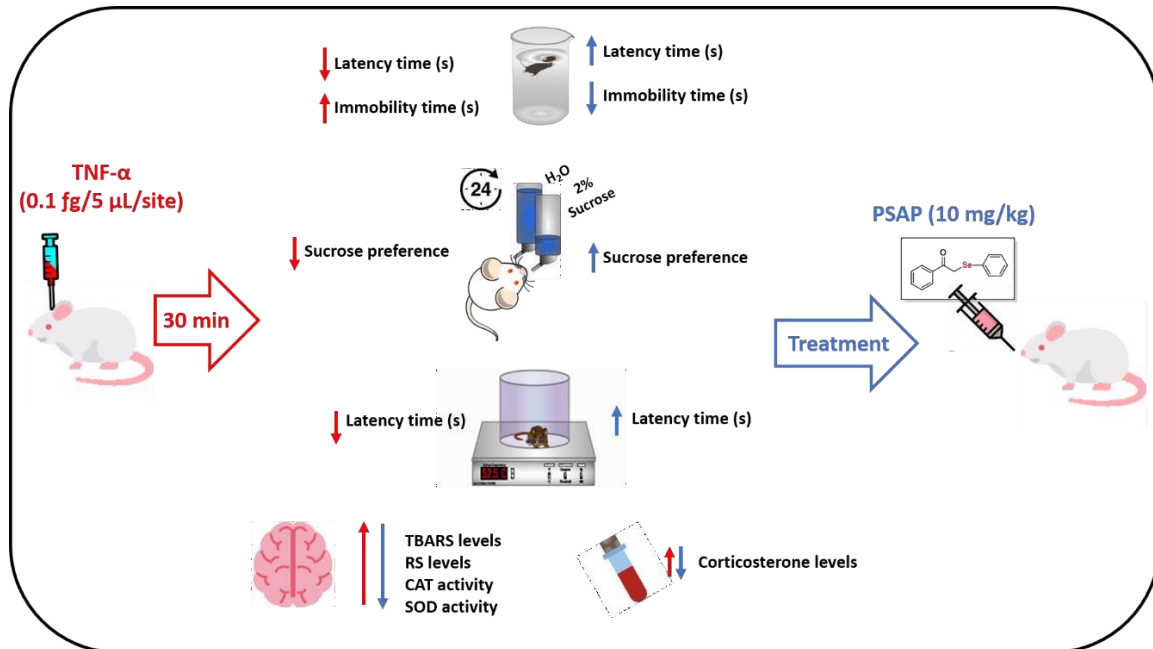 ↓ Latency time (s)
↑ Immobility time (s)
↑ Latency time (s)
↓ Immobility time (s)
TNF-α
(0.1 fg/5 µL/site)
30 min
24
H₂O
2%
Sucrose
↓ Sucrose preference
↑ Sucrose preference
Treatment
PSAP (10 mg/kg)
O
Se
↓ Latency time (s)
↑ Latency time (s)
TBARS levels
RS levels
CAT activity
SOD activity
Corticosterone levels